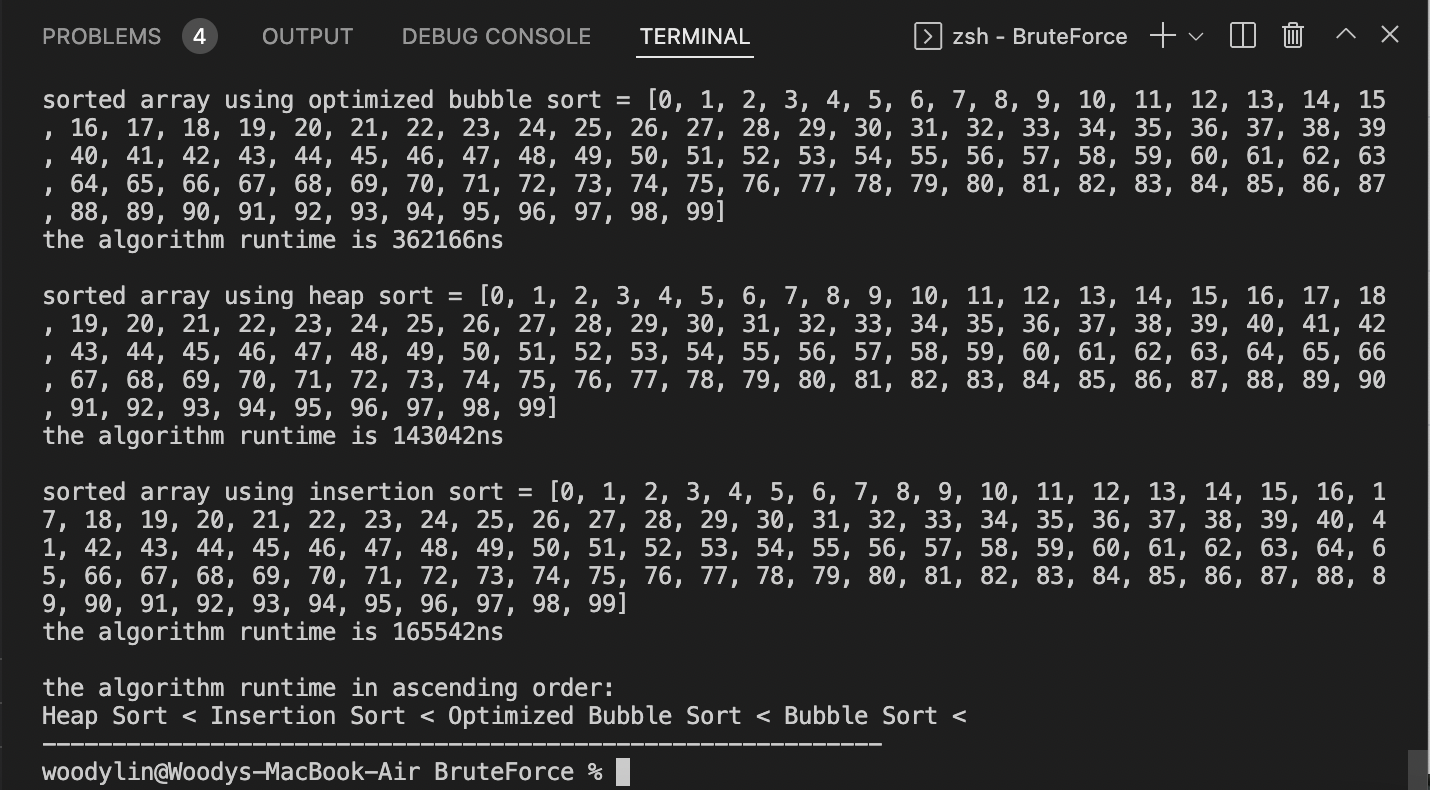 PROBLEMS 4 OUTPUT DEBUG CONSOLE TERMINAL zsh - BruteForce
sorted array using optimized bubble sort = [0, 1, 2, 3, 4, 5, 6, 7, 8, 9, 10, 11, 12, 13, 14, 15
, 16, 17, 18, 19, 20, 21, 22, 23, 24, 25, 26, 27, 28, 29, 30, 31, 32, 33, 34, 35, 36, 37, 38, 39
, 40, 41, 42, 43, 44, 45, 46, 47, 48, 49, 50, 51, 52, 53, 54, 55, 56, 57, 58, 59, 60, 61, 62, 63
, 64, 65, 66, 67, 68, 69, 70, 71, 72, 73, 74, 75, 76, 77, 78, 79, 80, 81, 82, 83, 84, 85, 86, 87
, 88, 89, 90, 91, 92, 93, 94, 95, 96, 97, 98, 99]
the algorithm runtime is 362166ns
sorted array using heap sort = [0, 1, 2, 3, 4, 5, 6, 7, 8, 9, 10, 11, 12, 13, 14, 15, 16, 17, 18
, 19, 20, 21, 22, 23, 24, 25, 26, 27, 28, 29, 30, 31, 32, 33, 34, 35, 36, 37, 38, 39, 40, 41, 42
, 43, 44, 45, 46, 47, 48, 49, 50, 51, 52, 53, 54, 55, 56, 57, 58, 59, 60, 61, 62, 63, 64, 65, 66
, 67, 68, 69, 70, 71, 72, 73, 74, 75, 76, 77, 78, 79, 80, 81, 82, 83, 84, 85, 86, 87, 88, 89, 90
, 91, 92, 93, 94, 95, 96, 97, 98, 99]
the algorithm runtime is 143042ns
sorted array using insertion sort = [0, 1, 2, 3, 4, 5, 6, 7, 8, 9, 10, 11, 12, 13, 14, 15, 16, 1
7, 18, 19, 20, 21, 22, 23, 24, 25, 26, 27, 28, 29, 30, 31, 32, 33, 34, 35, 36, 37, 38, 39, 40, 4
1, 42, 43, 44, 45, 46, 47, 48, 49, 50, 51, 52, 53, 54, 55, 56, 57, 58, 59, 60, 61, 62, 63, 64, 6
5, 66, 67, 68, 69, 70, 71, 72, 73, 74, 75, 76, 77, 78, 79, 80, 81, 82, 83, 84, 85, 86, 87, 88, 8
9, 90, 91, 92, 93, 94, 95, 96, 97, 98, 99]
the algorithm runtime is 165542ns
the algorithm runtime in ascending order:
Heap Sort < Insertion Sort < Optimized Bubble Sort < Bubble Sort <
------------------------------------------------------------
woodylin@Woodys-MacBook-Air BruteForce %